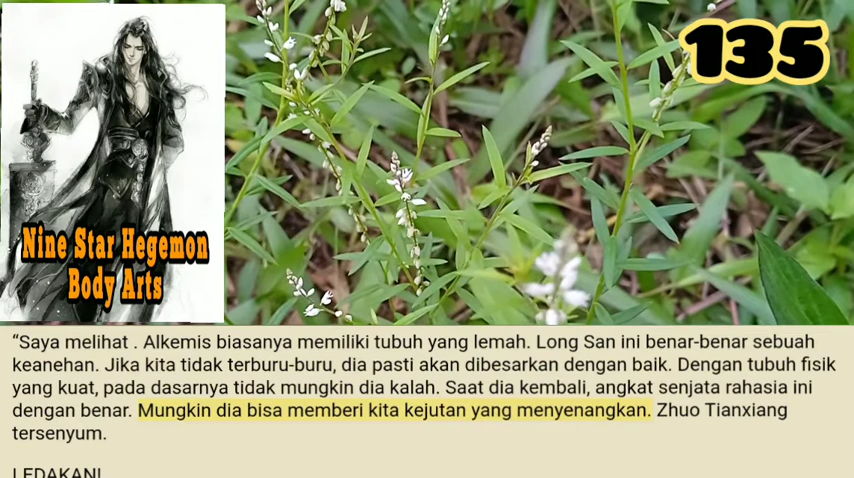 135
Nine Star Hegemon
Body Arts
“Saya melihat . Alkemis biasanya memiliki tubuh yang lemah. Long San ini benar-benar sebuah
keanehan. Jika kita tidak terburu-buru, dia pasti akan dibesarkan dengan baik. Dengan tubuh fisik
yang kuat, pada dasarnya tidak mungkin dia kalah. Saat dia kembali, angkat senjata rahasia ini
dengan benar. Mungkin dia bisa memberi kita kejutan yang menyenangkan. Zhuo Tianxiang
tersenyum.
LEDAKAN!